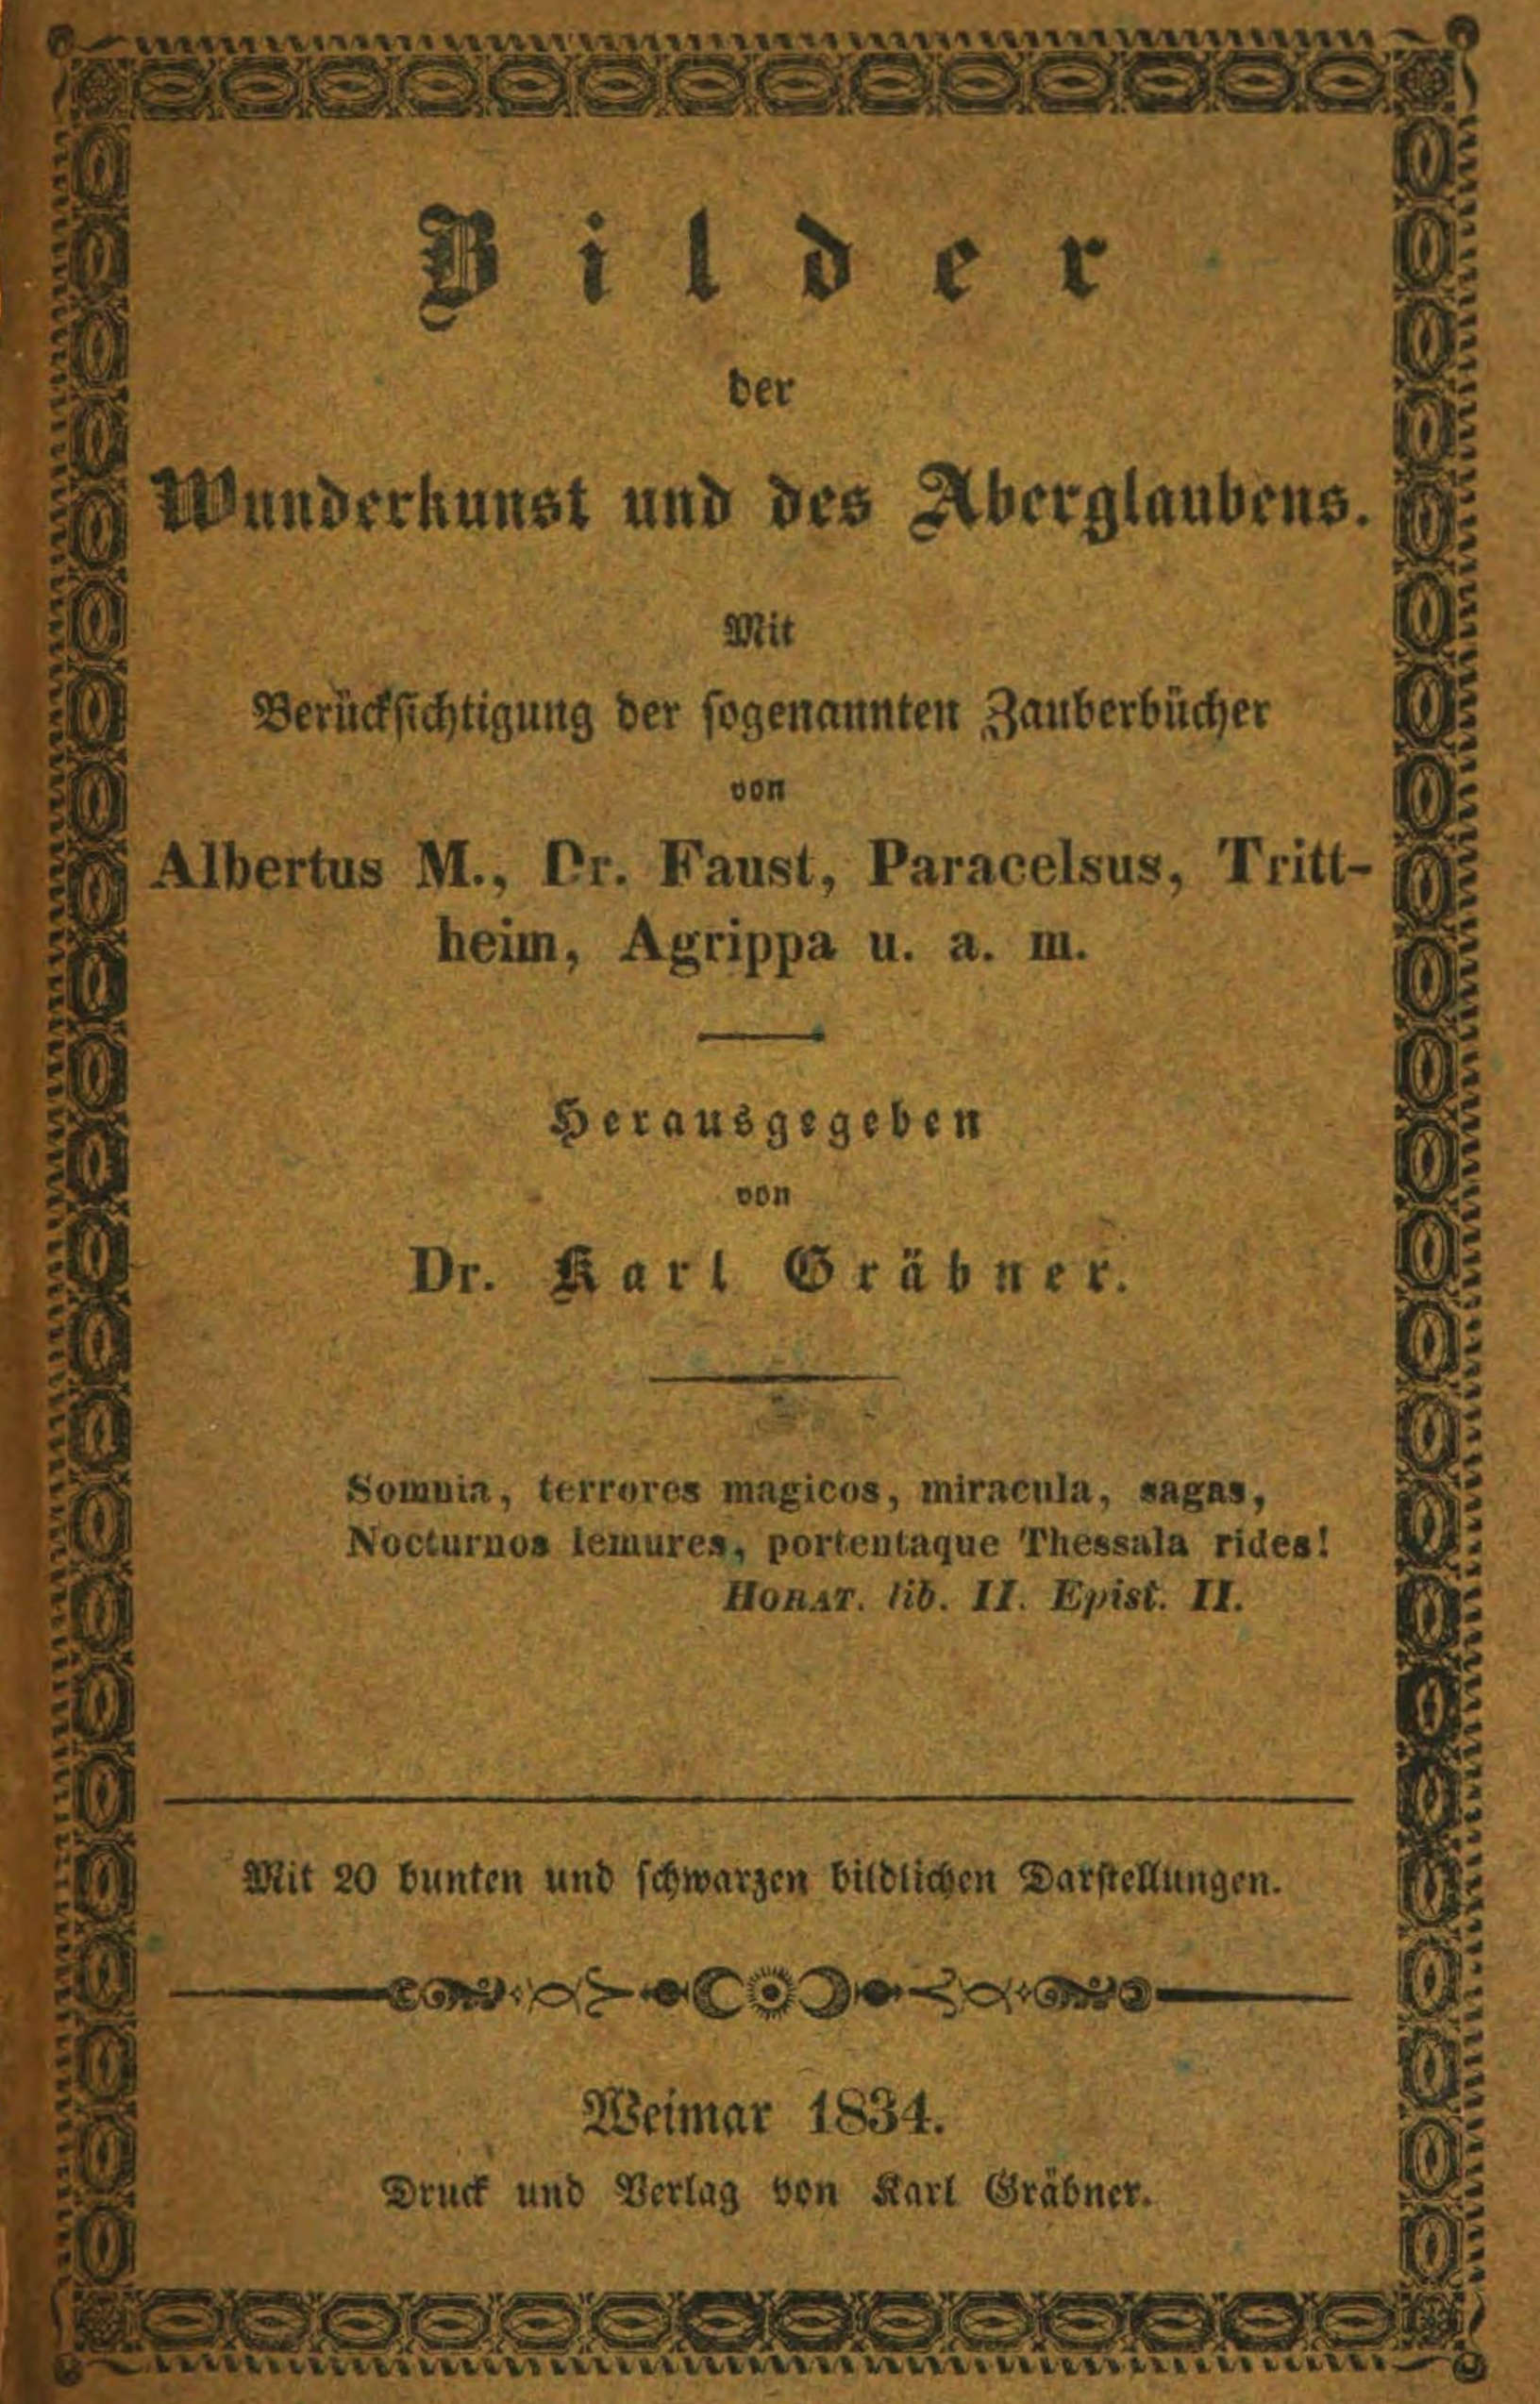 Bilder
der
Wunderkunst und des Aberglaubens.
Mit
Berücksichtigung der sogenannten Zauberbücher
von
Albertus M., Dr. Faust, Paracelsus, Tritt-
heim, Agrippa u. a. m.
Herausgegeben
von
Dr. Karl Gräbner.
Somnia, terrores magicos, miracula, sagas,
Nocturnos lemures, portentaque Thessala rides!
HORAT. lib. II. Epist. II.
Mit 20 bunten und schwarzen bildlichen Darstellungen.
Weimar 1834.
Druck und Verlag von Karl Gräbner.